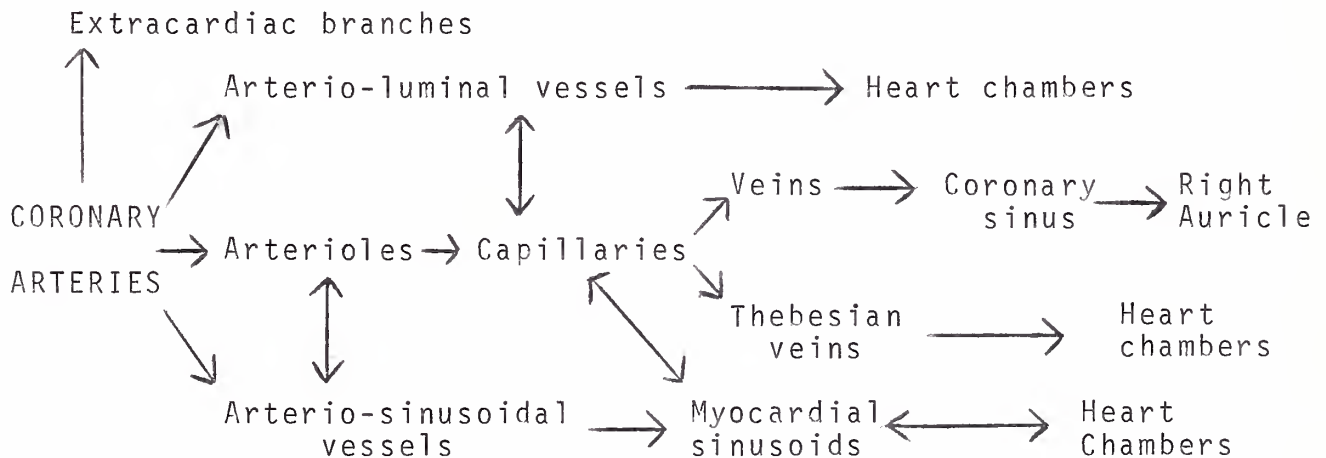 Extracardiac branches
Arterio-luminal vessels
Heart chambers
CORONARY
ARTERIES
Arterioles
Capillaries
Veins
Coronary
sinus
Right
Auricle
Thebesian
veins
Heart
chambers
Arterio-sinusoidal
vessels
Myocardial
sinusoids
Heart
Chambers